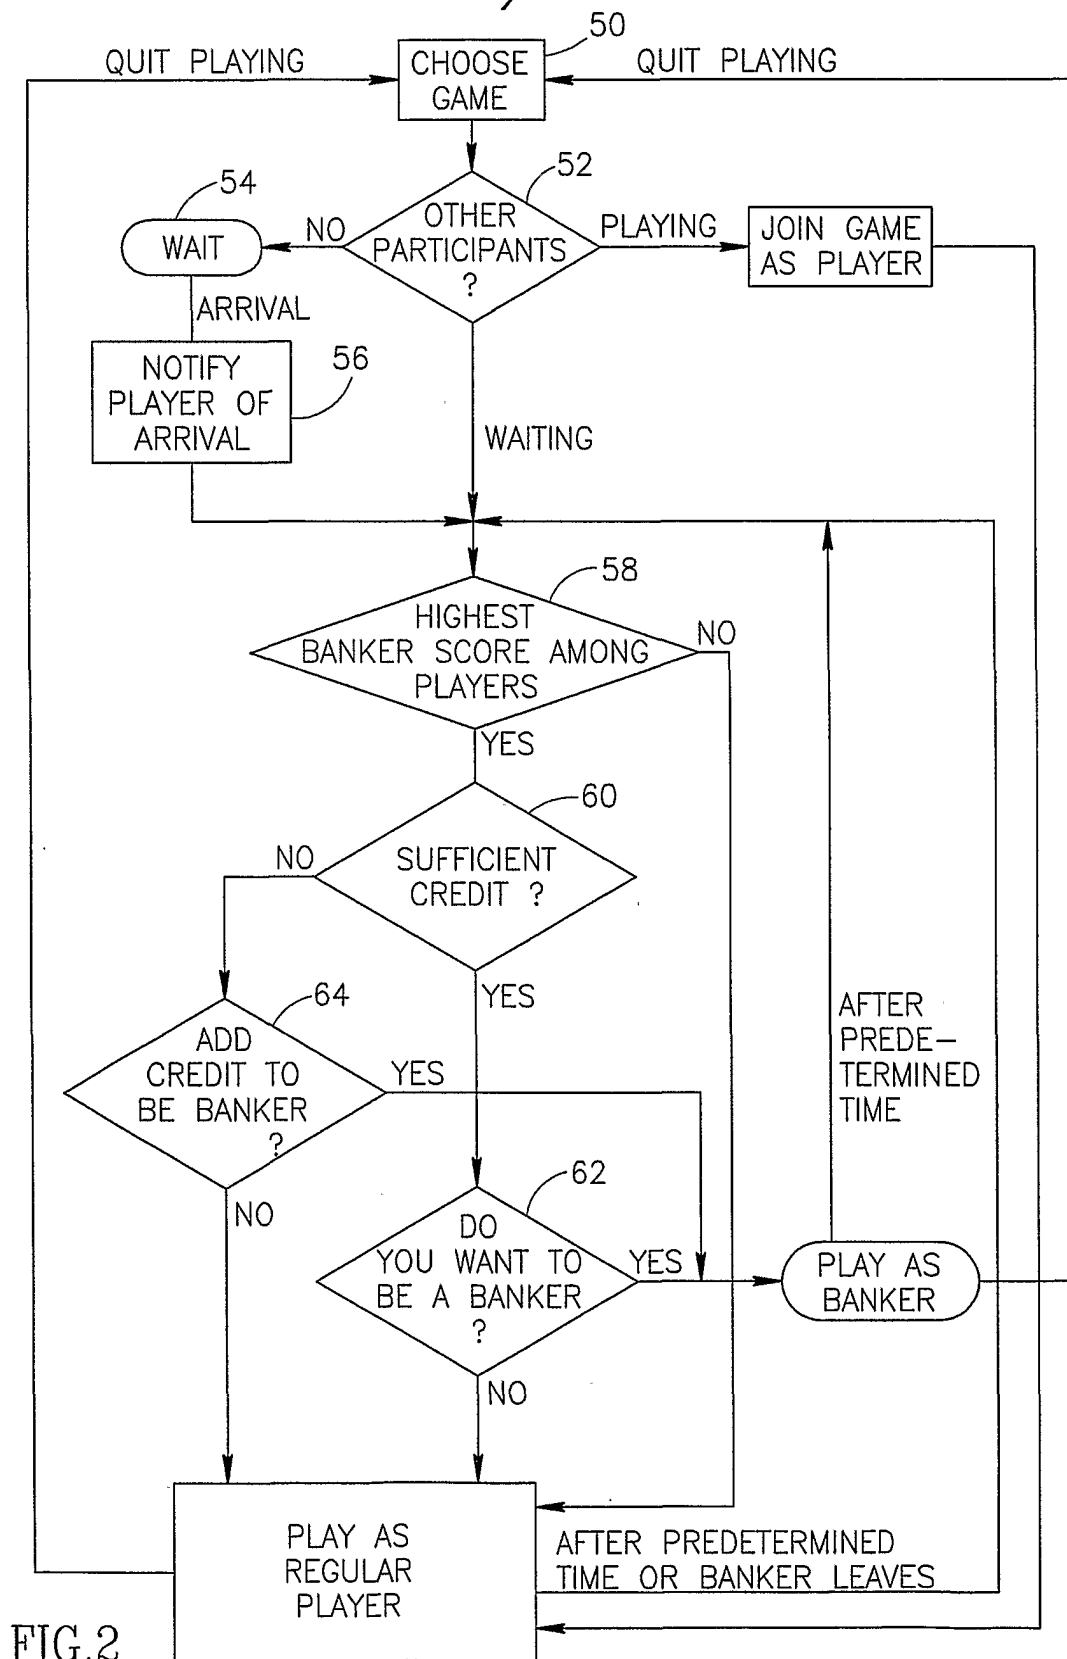 50
QUIT PLAYING
CHOOSE
GAME
QUIT PLAYING
52
54
OTHER
PARTICIPANTS
?
NO
WAIT
PLAYING
JOIN GAME
AS PLAYER
ARRIVAL
56
NOTIFY
PLAYER OF
ARRIVAL
WAITING
58
HIGHEST
BANKER SCORE AMONG
PLAYERS
NO
YES
60
SUFFICIENT
CREDIT ?
NO
YES
64
ADD
CREDIT TO
BE BANKER
?
YES
NO
AFTER
PREDE-
TERMINED
TIME
62
DO
YOU WANT TO
BE A BANKER
?
YES
PLAY AS
BANKER
NO
PLAY AS
REGULAR
PLAYER
AFTER PREDETERMINED
TIME OR BANKER LEAVES
FIG.2